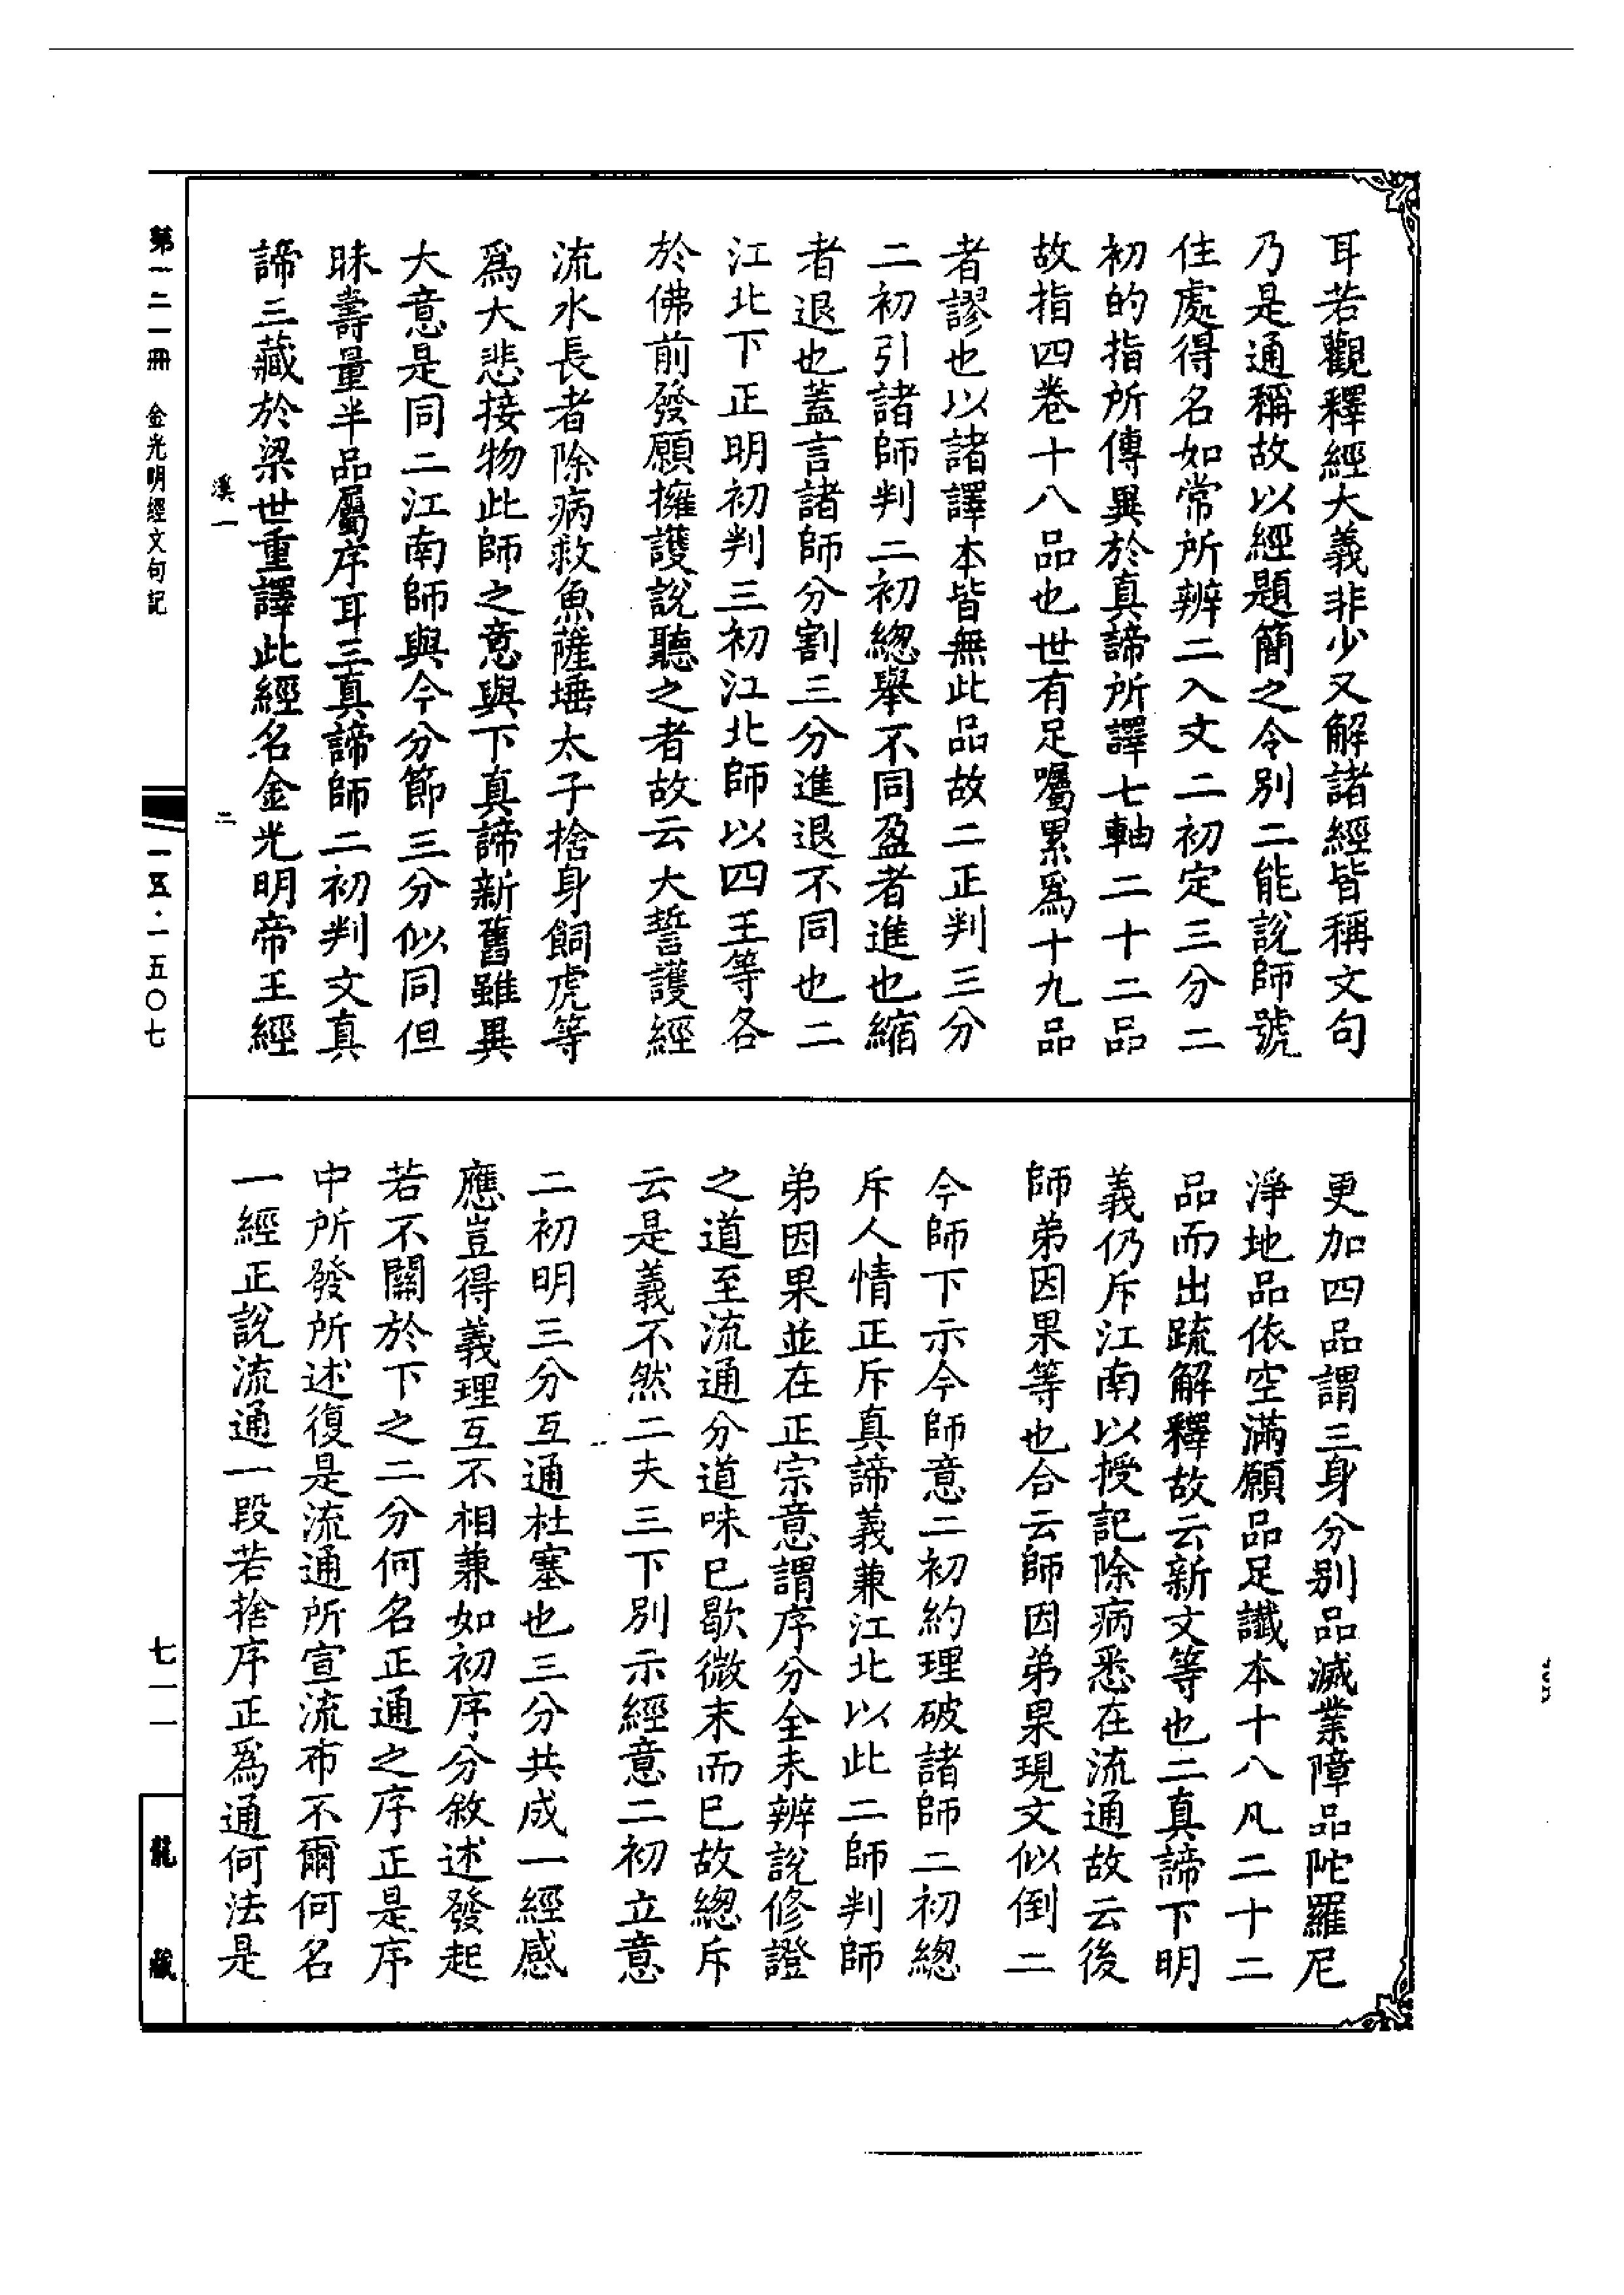 耳若觀釋經大義非少又解諸經皆稱文句
乃是通稱故以經題簡之令別二能說師號
住處得名如常所辨二入文二初定三分二
初的指所傳異於真諦所譯七軸二十二品
故指四卷十八品也世有足囑累爲十九品
者謬也以諸譯本皆無此品故二正判三分
二初引諸師判二初總舉不同盈者進也縮
者退也蓋言諸師分割三分進退不同也二
江北下正明初判三初江北師以四王等各
於佛前發願擁護說聽之者故云大誓護經
流水長者除病救魚薩埵太子捨身飼虎等
爲大悲接物此師之意與下真諦新舊雖異
大意是同二江南師與今分節三分似同但
昧壽量半品屬序耳三真諦師二初判文真
諦三藏於梁世重譯此經名金光明帝王經
更加四品謂三身分别品滅業障品陀羅尼
淨地品依空滿願品足讖本十八凡二十二
品而出䟽解釋故云新文等也二真諦下明
義仍斥江南以授記除病悉在流通故云後
師弟因果等也合云師因弟果現文似倒二
今師下示今師意二初約理破諸師二初總
斥人情正斥真諦義兼江北以此二師判師
弟因果並在正宗意謂序分全未辨說修證
之道至流通分道味已歇微末而已故總斥
云是義不然二夫三下别示經意二初立意
二初明三分互通杜塞也三分共成一經感
應豈得義理互不相兼如初序分敘述發起
若不關於下之二分何名正通之序正是序
中所發所述復是流通所宣流布不爾何名
一經正說流通一段若捨序正爲通何法是
溪一
二
第一二一冊
金光明經文句記
一五·一五〇七
七一一
龍藏